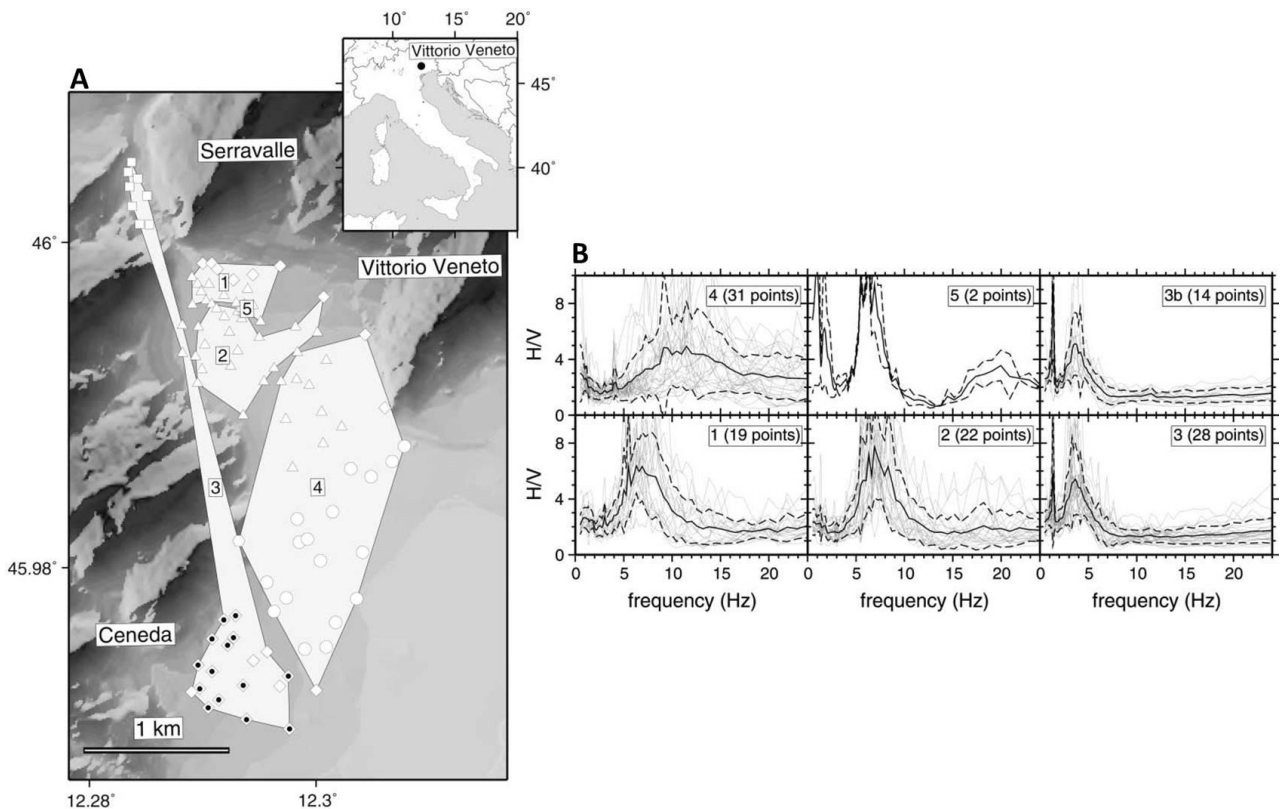 A
10° 15° 20°
Vittorio Veneto
45°
40°
Serravalle
46°
Vittorio Veneto
1
5
2
3
4
45.98°
Ceneda
1 km
12.28° 12.3°
B
H/V
8
4
0
4 (31 points)
5 (2 points)
3b (14 points)
H/V
8
4
0
1 (19 points)
2 (22 points)
3 (28 points)
0 5 10 15 20 0 5 10 15 20 0 5 10 15 20
frequency (Hz) frequency (Hz) frequency (Hz)